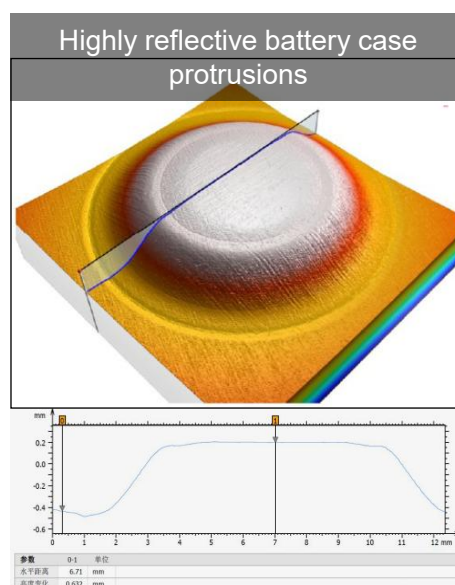 Highly reflective battery case
protrusions
mm
0 1
0.2
0.0
-0.2
-0.4
-0.6
0 1 2 3 4 5 6 7 8 9 10 11 12 mm
参数 0-1 单位
水平距离 6.71 mm
高度变化 0.632 mm